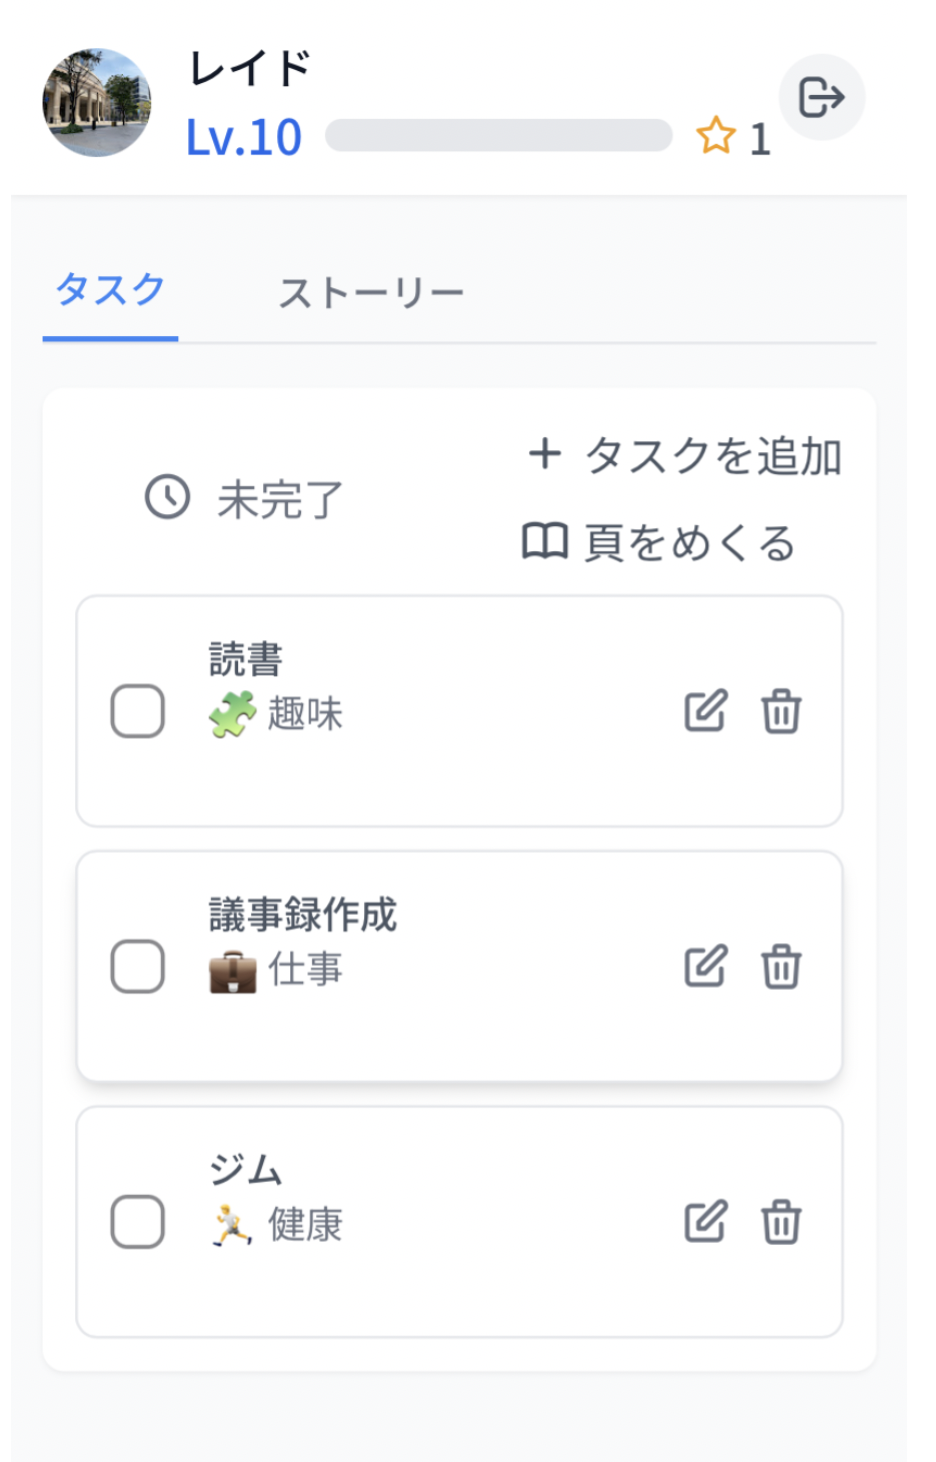 レイド
Lv.10 1
タスク ストーリー
未完了
+ タスクを追加
頁をめくる
読書
趣味
議事録作成
仕事
ジム
健康